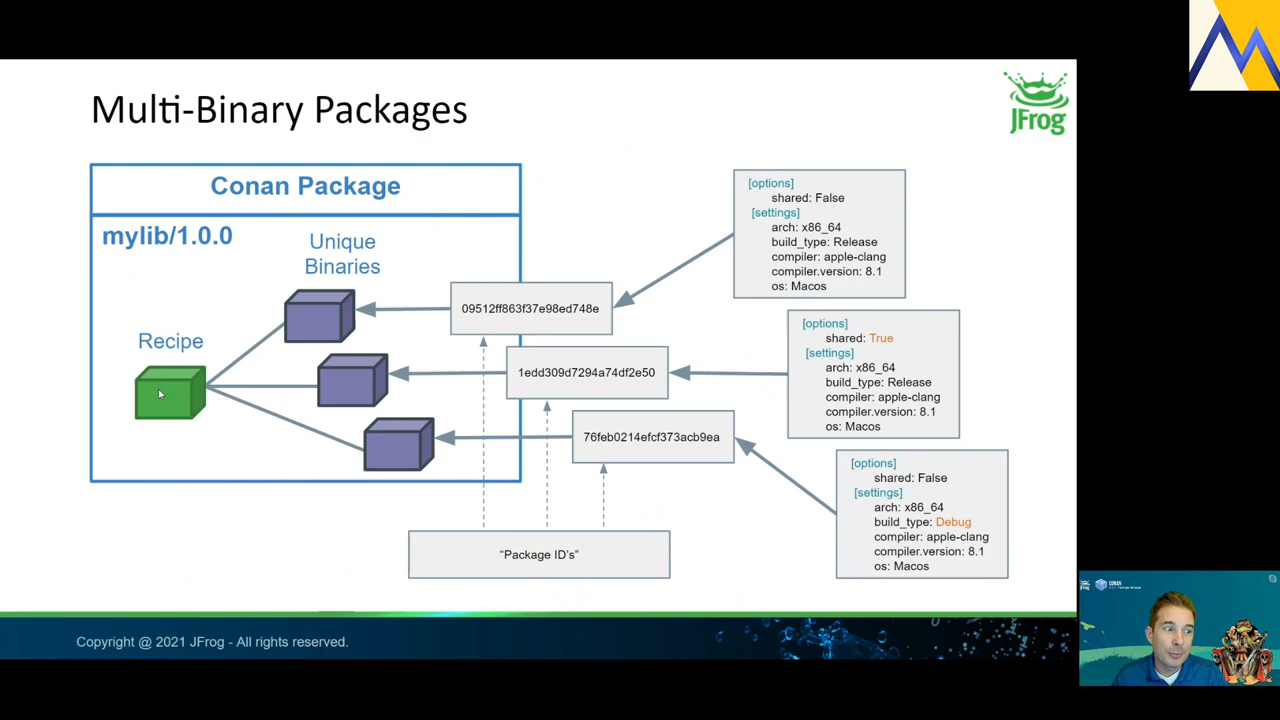 Multi-Binary Packages
JFrog
Conan Package
mylib/1.0.0
Unique
Binaries
Recipe
09512ff863f37e98ed748e
1edd309d7294a74df2e50
76feb0214efcf373acb9ea
"Package ID's"
[options]
shared: False
[settings]
arch: x86_64
build_type: Release
compiler: apple-clang
compiler.version: 8.1
os: Macos
[options]
shared: True
[settings]
arch: x86_64
build_type: Release
compiler: apple-clang
compiler.version: 8.1
os: Macos
[options]
shared: False
[settings]
arch: x86_64
build_type: Debug
compiler: apple-clang
compiler.version: 8.1
os: Macos
Copyright @ 2021 JFrog - All rights reserved.
CONAN